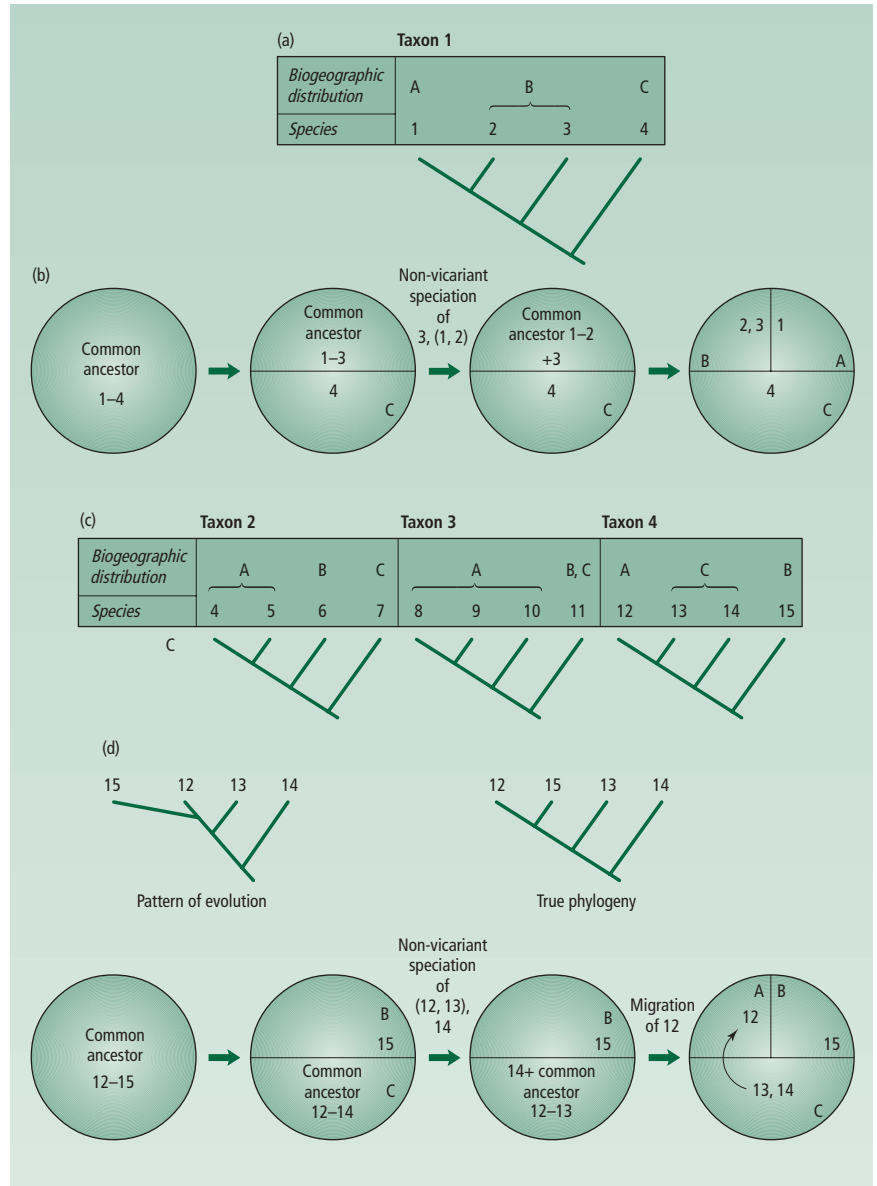 (a) Taxon 1
Biogeographic
distribution
A B C
Species 1 2 3 4
(b)
Common
ancestor
1–4
Common
ancestor
1–3
4
C
Non-vicariant
speciation
of
3, (1, 2)
Common
ancestor 1–2
+3
4
C
2, 3 1
B A
4
C
(c) Taxon 2 Taxon 3 Taxon 4
Biogeographic
distribution
A B C A B, C A C B
Species 4 5 6 7 8 9 10 11 12 13 14 15
C
(d)
15 12 13 14
Pattern of evolution
12 15 13 14
True phylogeny
Common
ancestor
12–15
B
15
Common
ancestor
12–14
C
Non-vicariant
speciation
of
(12, 13),
14
B
15
14+ common
ancestor
12–13
Migration
of 12
A B
12
15
13, 14
C